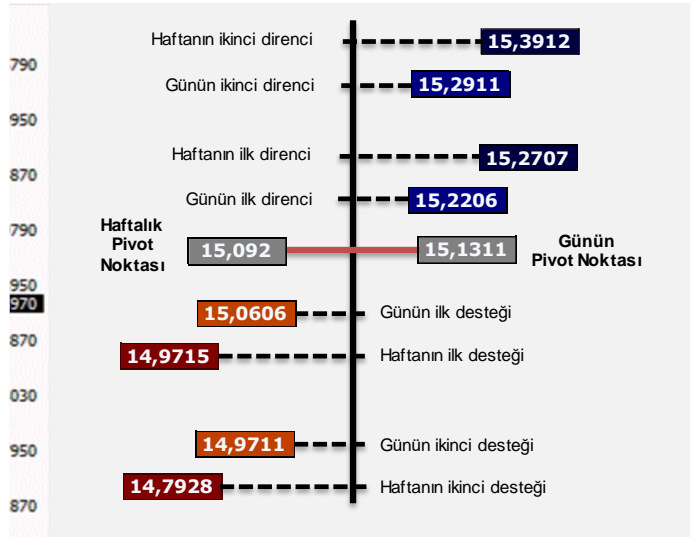 Haftanın ikinci direnci
15,3912
790
Günün ikinci direnci
15,2911
950
Haftanın ilk direnci
15,2707
870
Günün ilk direnci
15,2206
790
Haftalık
Pivot
Noktası
15,092
15,1311
Günün
Pivot Noktası
950
970
15,0606
Günün ilk desteği
870
14,9715
Haftanın ilk desteği
030
14,9711
Günün ikinci desteği
950
14,7928
Haftanın ikinci desteği
870